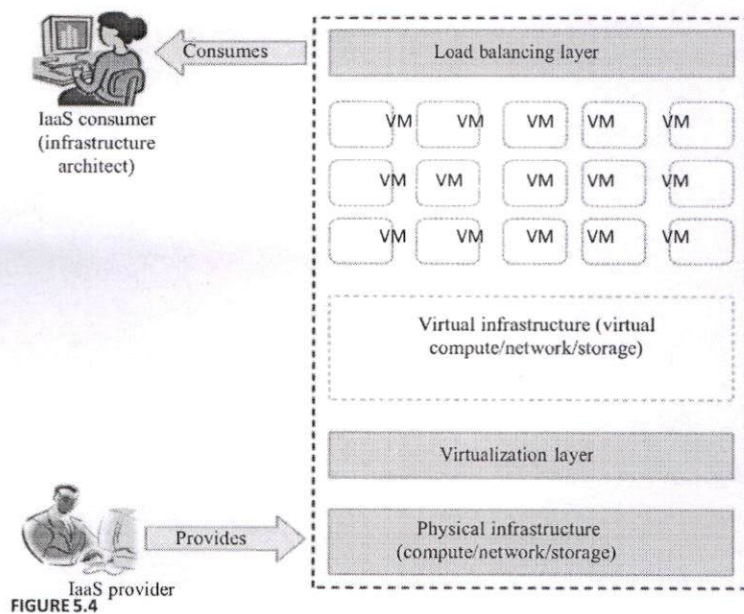 Consumes
Load balancing layer
IaaS consumer
(infrastructure
architect)
VM VM VM VM VM
VM VM VM VM VM
VM VM VM VM VM
Virtual infrastructure (virtual
compute/network/storage)
Virtualization layer
Provides
Physical infrastructure
(compute/network/storage)
IaaS provider
FIGURE 5.4